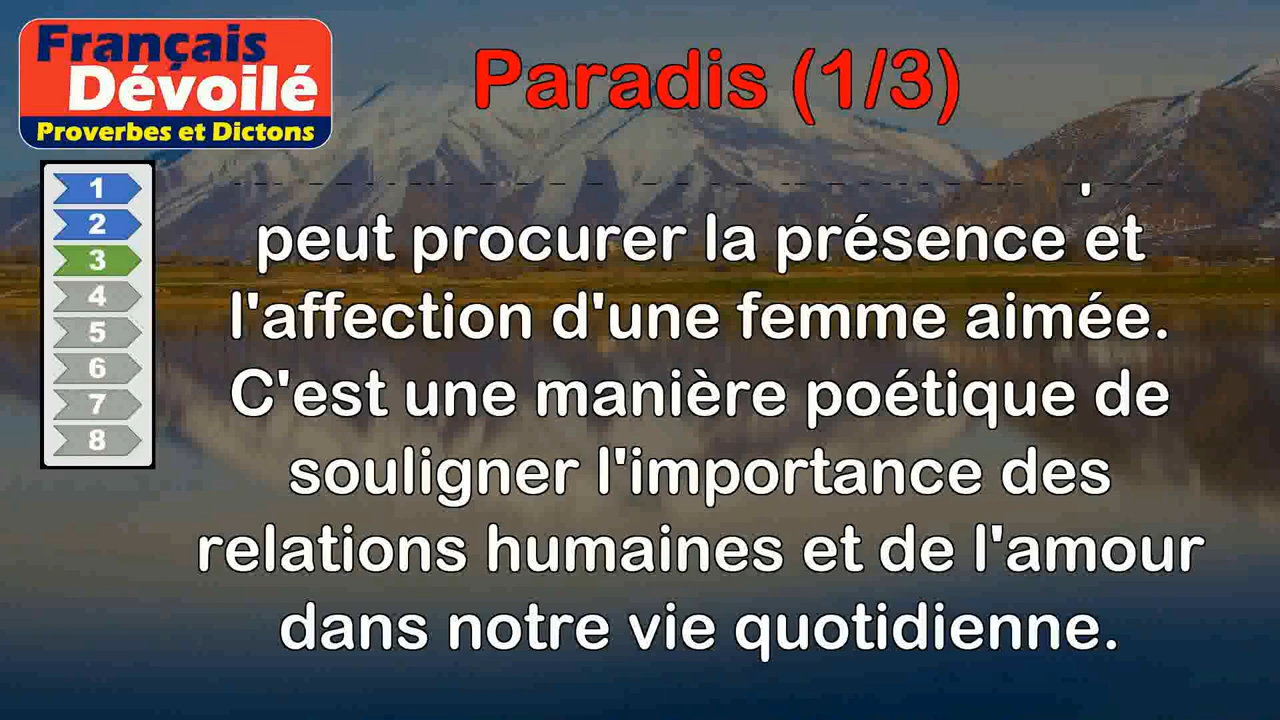 Français
Dévoilé
Proverbes et Dictons
Paradis (1/3)
1
2
3
4
5
6
7
8
peut procurer la présence et
l'affection d'une femme aimée.
C'est une manière poétique de
souligner l'importance des
relations humaines et de l'amour
dans notre vie quotidienne.